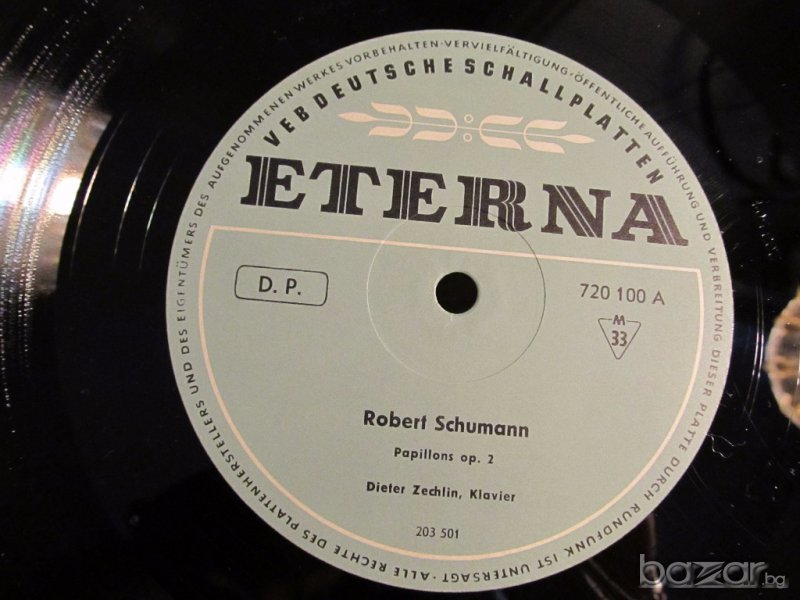 ALLE RECHTE DES PLATTENHERSTELLERS UND DES EIGENTÜMERS DES AUFGENOMMENEN WERKES VORBEHALTEN · VERVIELFÄLTIGUNG, ÖFFENTLICHE AUFFÜHRUNG UND VERBREITUNG DIESER PLATTE DURCH RUNDFUNK IST UNTERSAGT ·
VEB DEUTSCHE SCHALLPLATTEN
ETERNA
D. P.
720 100 A
M
33
Robert Schumann
Papillons op. 2
Dieter Zechlin, Klavier
203 501
bazar.bg